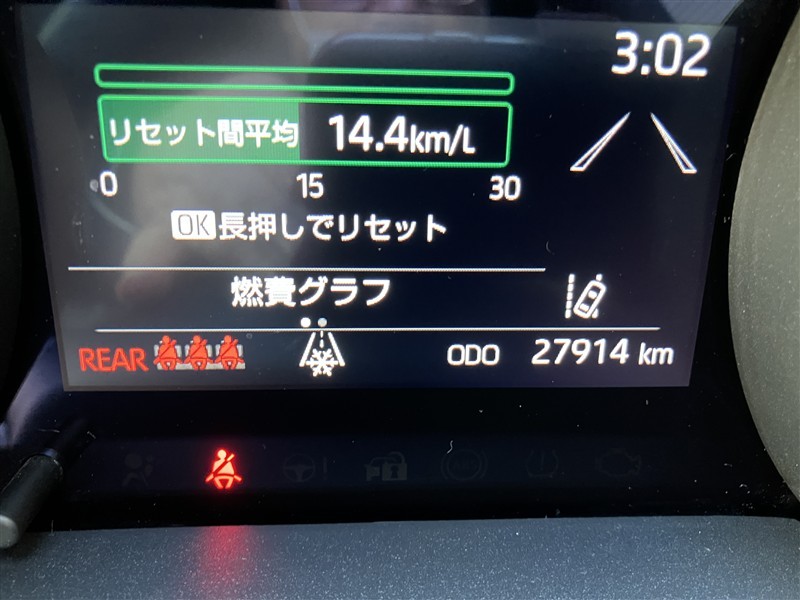 3:02
リセット間平均 14.4km/L
0 15 30
OK長押しでリセット
燃費グラフ
REAR ODO 27914 km